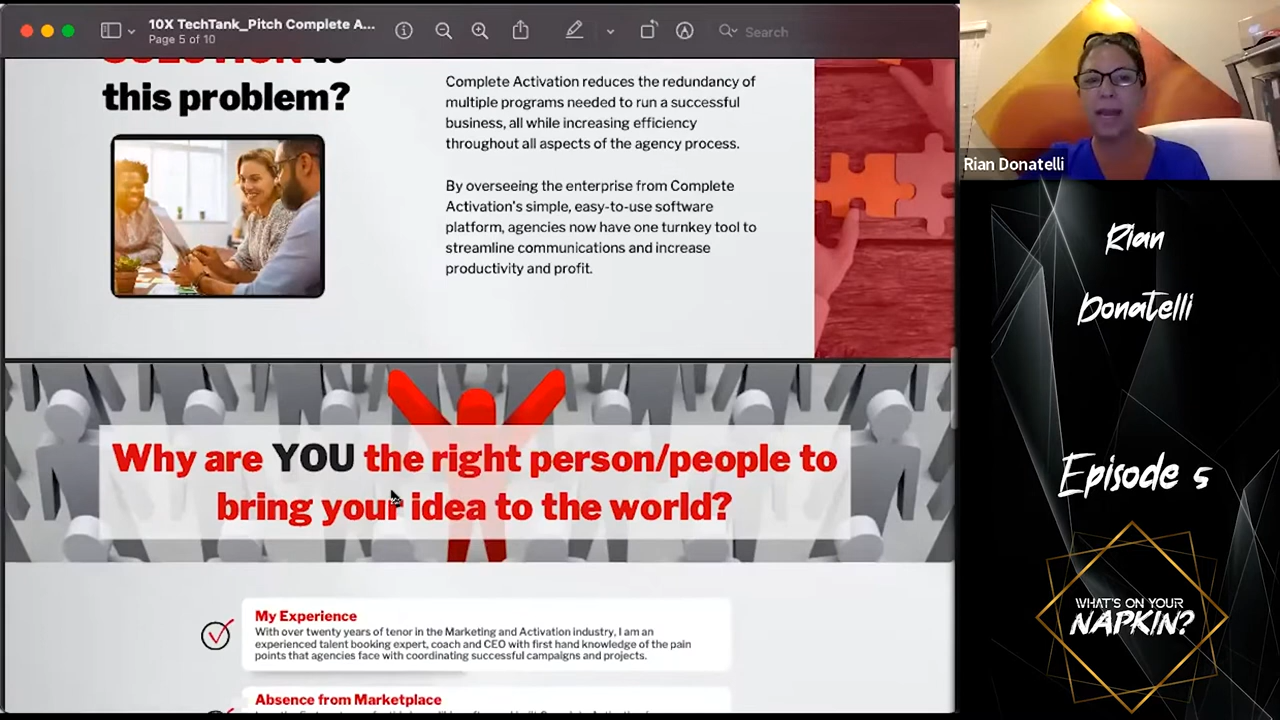 10X TechTank_Pitch Complete A...
Page 5 of 10
Search
SOLUTION to
this problem?
Complete Activation reduces the redundancy of
multiple programs needed to run a successful
business, all while increasing efficiency
throughout all aspects of the agency process.
By overseeing the enterprise from Complete
Activation's simple, easy-to-use software
platform, agencies now have one turnkey tool to
streamline communications and increase
productivity and profit.
Why are YOU the right person/people to
bring your idea to the world?
My Experience
With over twenty years of tenor in the Marketing and Activation industry, I am an
experienced talent booking expert, coach and CEO with first hand knowledge of the pain
points that agencies face with coordinating successful campaigns and projects.
Absence from Marketplace
Rian Donatelli
Rian
Donatelli
Episode 5
WHAT'S ON YOUR
NAPKIN?